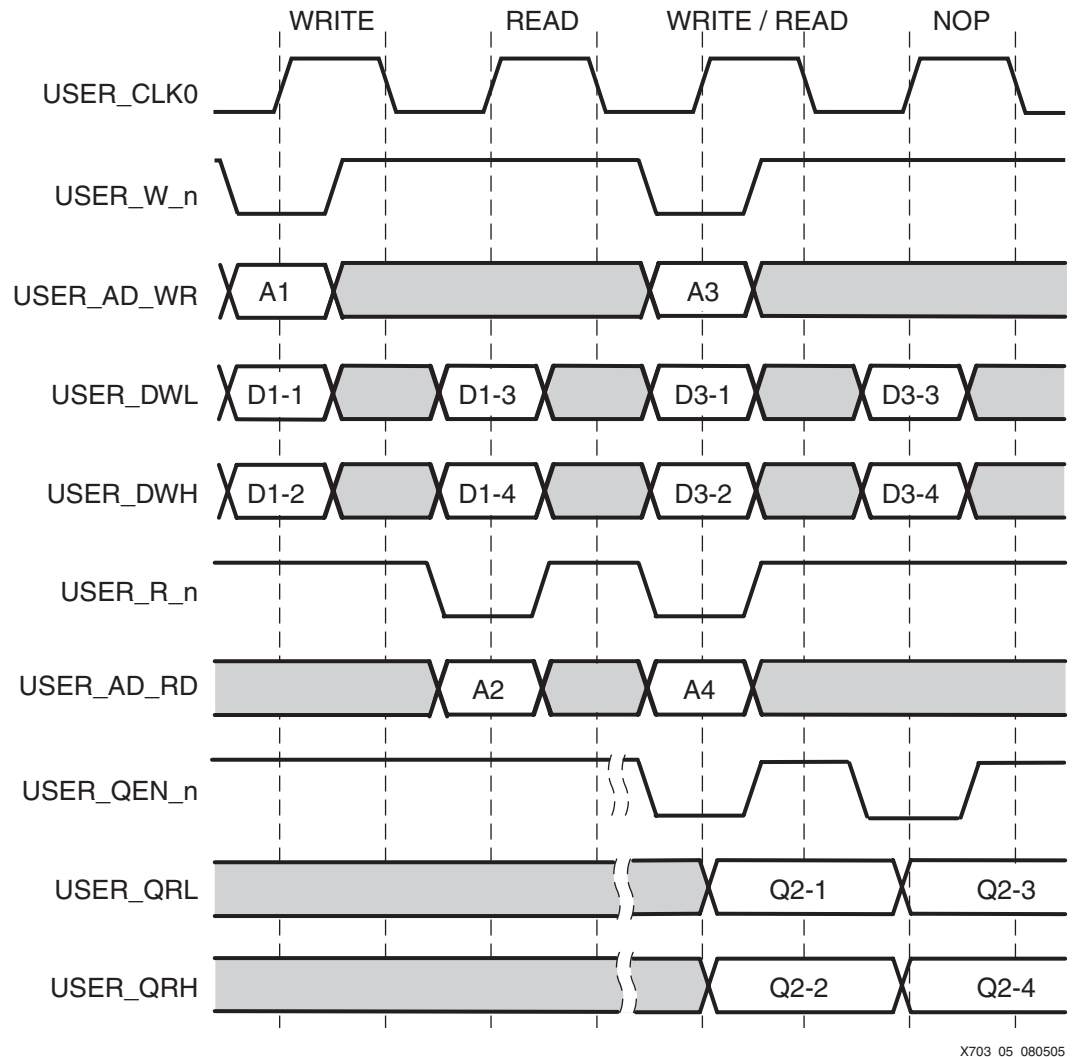 WRITE READ WRITE / READ NOP
USER_CLK0
USER_W_n
USER_AD_WR A1 A3
USER_DWL D1-1 D1-3 D3-1 D3-3
USER_DWH D1-2 D1-4 D3-2 D3-4
USER_R_n
USER_AD_RD A2 A4
USER_QEN_n
USER_QRL Q2-1 Q2-3
USER_QRH Q2-2 Q2-4
X703_05_080505